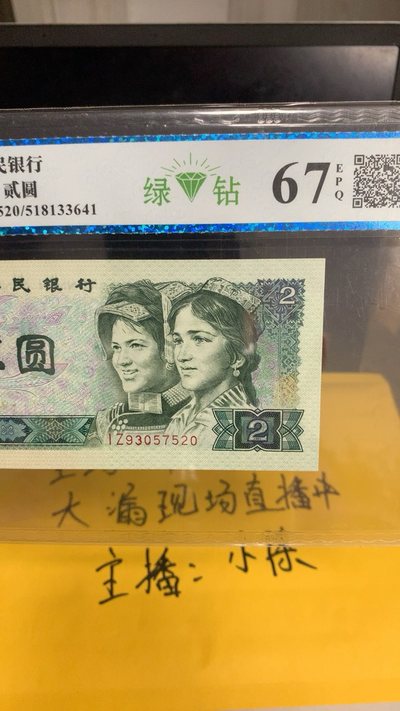 民银行
绿钻
67
EPQ
贰圆
520/518133641
民银行
2
圆
IZ93057520
2
大漏现场直播中
主播：小陈